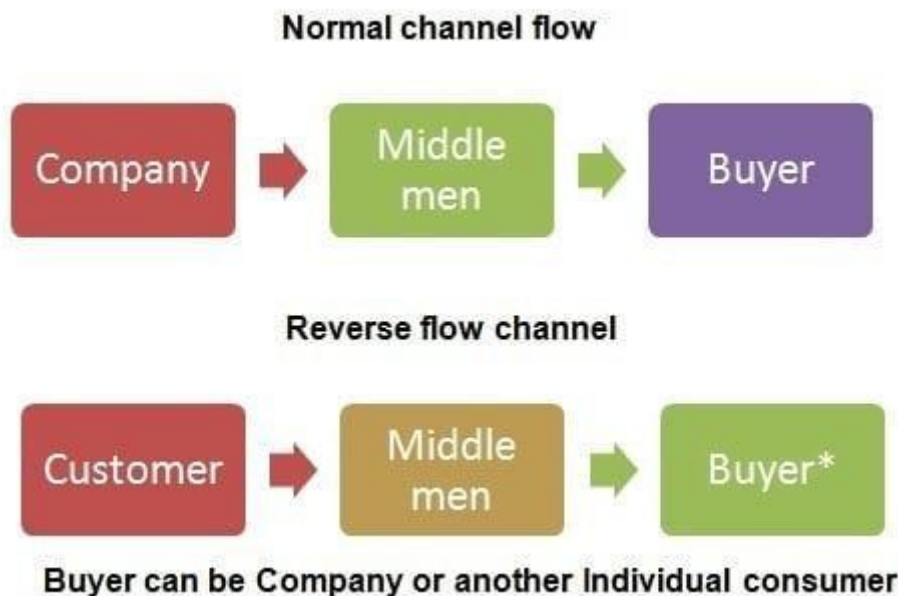 Normal channel flow
Company
Middle
men
Buyer
Reverse flow channel
Customer
Middle
men
Buyer*
Buyer can be Company or another Individual consumer